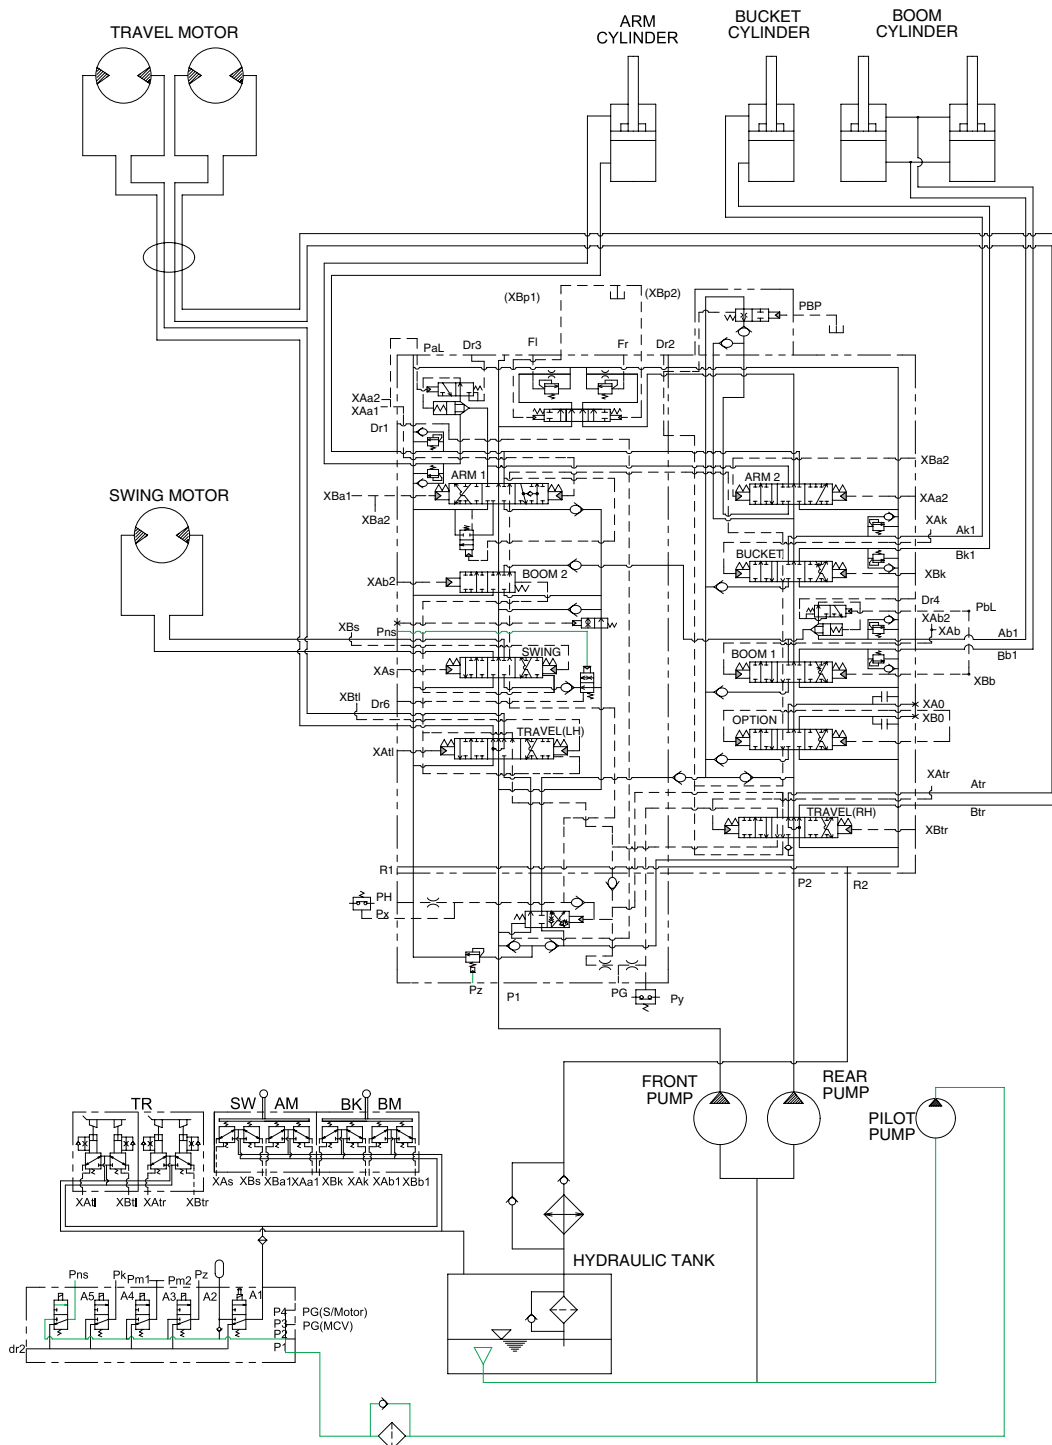 TRAVEL MOTOR
ARM
CYLINDER
BUCKET
CYLINDER
BOOM
CYLINDER
(XBp1)
(XBp2)
PBP
PaL
Dr3
Fl
Fr
Dr2
XAa2
XAa1
Dr1
XBa2
SWING MOTOR
ARM 1
ARM 2
XBa1
XBa2
XAa2
XAk
Ak1
BUCKET
Bk1
XAb2
BOOM 2
XBk
Dr4
PbL
XAb2
XAb
XBs
Pns
Ab1
SWING
BOOM 1
Bb1
XAs
XBb
XBtl
Dr6
XA0
XB0
OPTION
TRAVEL(LH)
XAtl
XAtr
Atr
TRAVEL(RH)
Btr
XBtr
R1
P2
R2
PH
Px
Pz
P1
PG
Py
FRONT
PUMP
REAR
PUMP
PILOT
PUMP
TR
SW
AM
BK
BM
XAtl
XBtl
XAtr
XBtr
XAs
XBs
XBa1
XAa1
XBk
XAk
XAb1
XBb1
HYDRAULIC TANK
Pns
Pk
Pm1
Pm2
Pz
A5
A4
A3
A2
A1
P4
PG(S/Motor)
P3
PG(MCV)
P2
P1
dr2